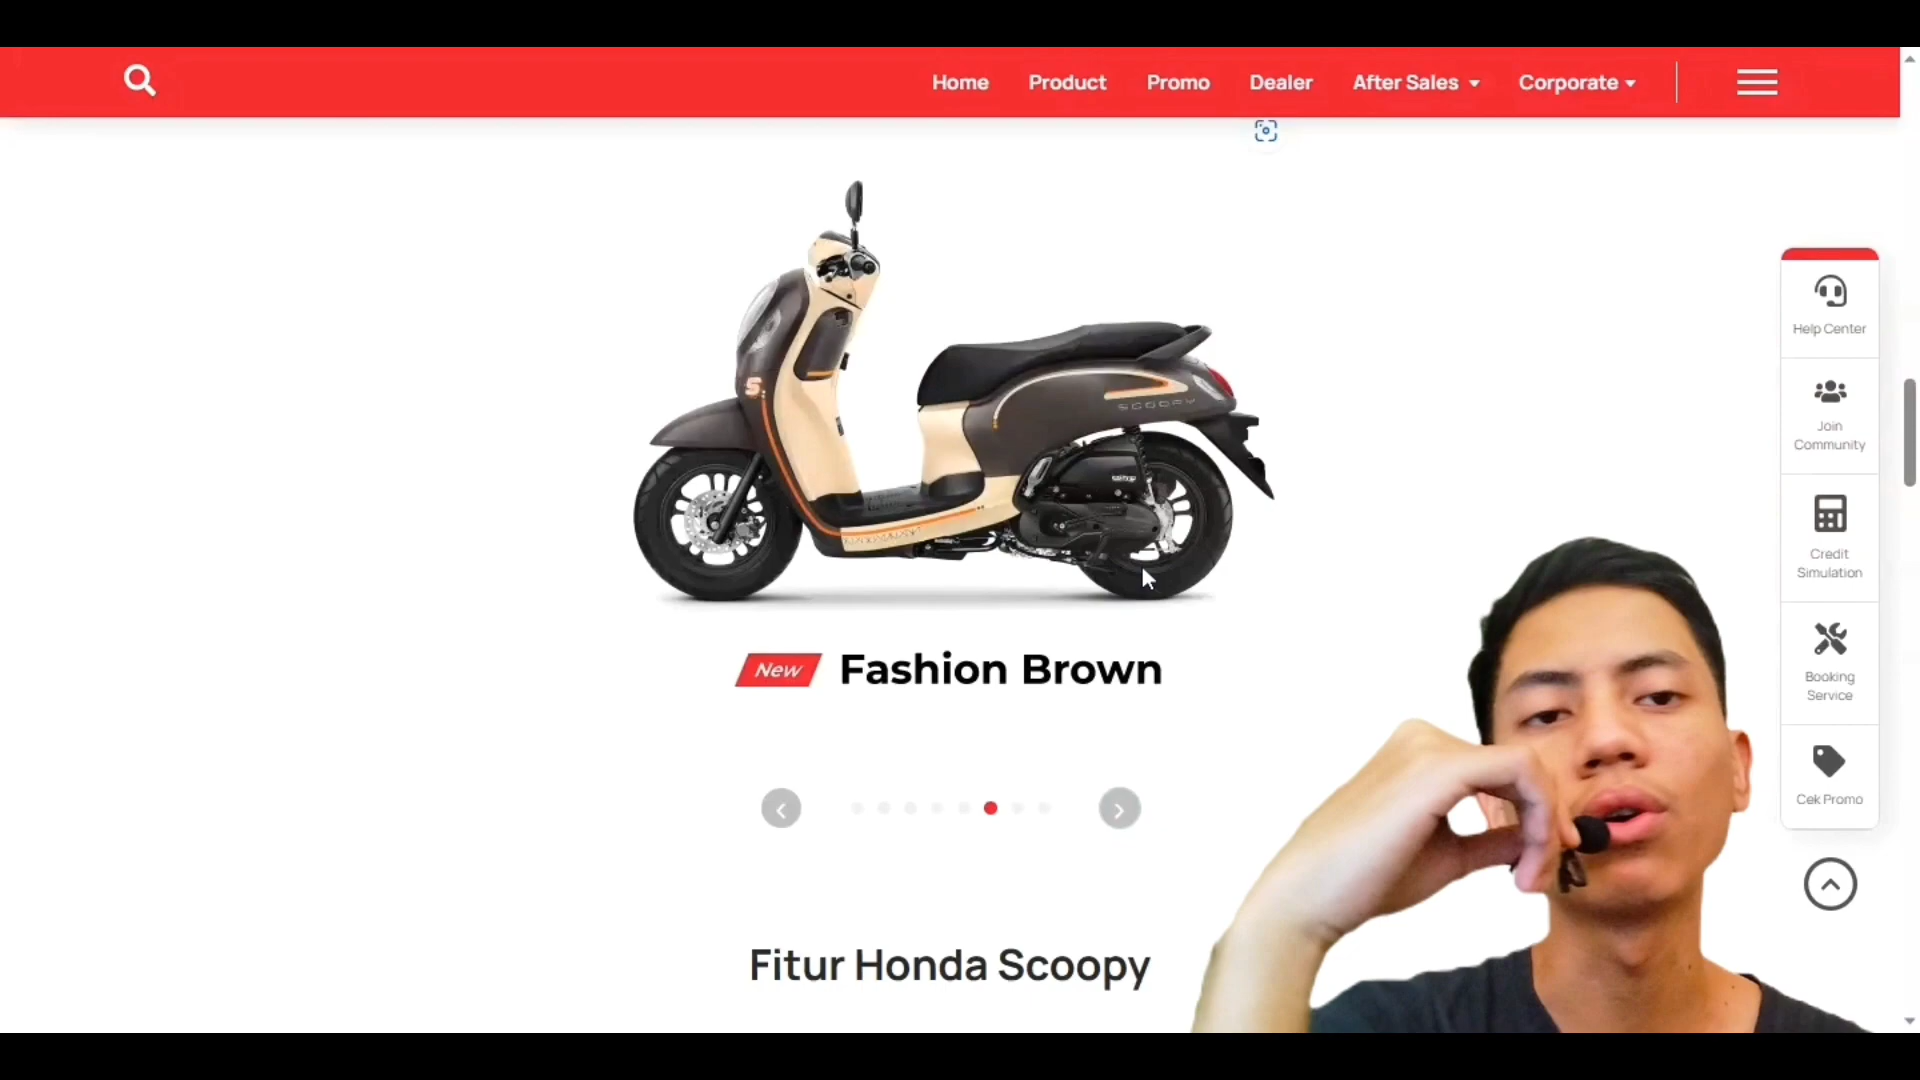 Home Product Promo Dealer After Sales Corporate
S.
SCOOPY
New Fashion Brown
Fitur Honda Scoopy
Help Center
Join
Community
Credit
Simulation
Booking
Service
Cek Promo